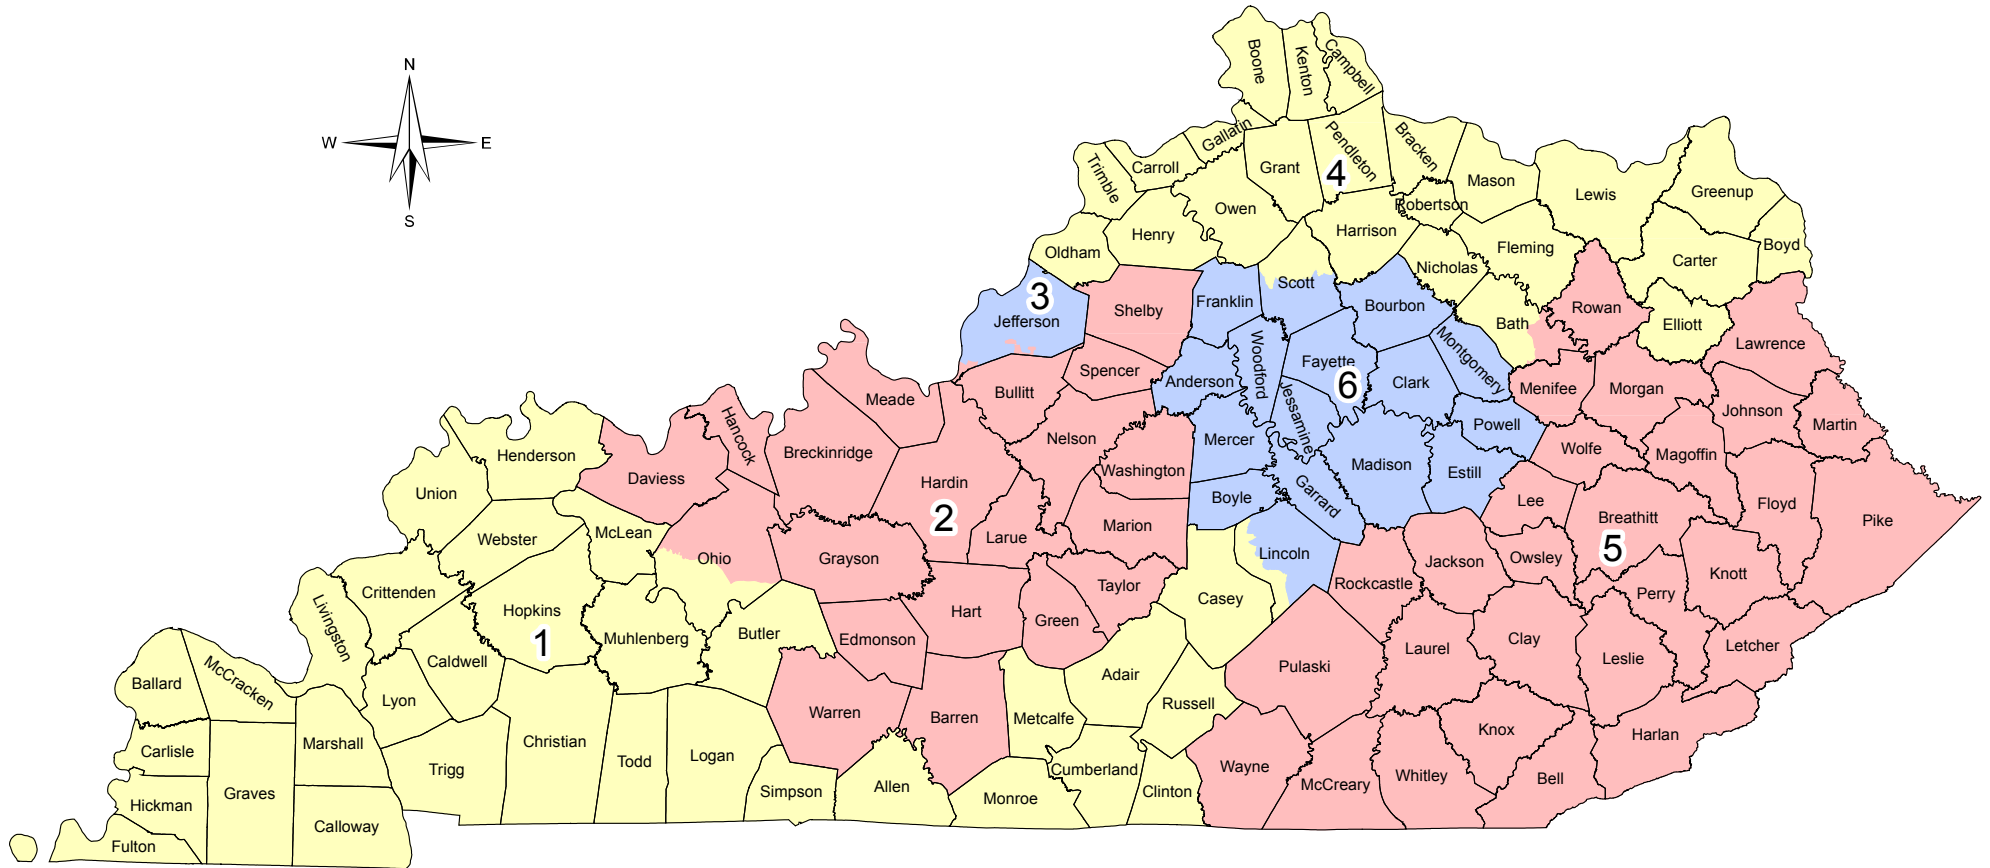 N
W
E
S
Boone
Kenton
Campbell
Gallatin
Pendleton
Bracken
Trimble
Carroll
Grant
4
Mason
Lewis
Greenup
Robertson
Owen
Henry
Harrison
Fleming
Boyd
Oldham
Carter
Nicholas
3
Jefferson
Shelby
Franklin
Scott
Bourbon
Rowan
Bath
Elliott
Lawrence
Woodford
Fayette
Montgomery
Spencer
Anderson
6
Clark
Menifee
Morgan
Bullitt
Meade
Johnson
Martin
Hancock
Jessamine
Nelson
Mercer
Powell
Breckinridge
Henderson
Wolfe
Magoffin
Washington
Madison
Estill
Daviess
Hardin
Union
Boyle
Garrard
Lee
Floyd
2
Marion
Breathitt
Pike
McLean
Webster
Larue
5
Ohio
Grayson
Lincoln
Jackson
Owsley
Knott
Taylor
Rockcastle
Perry
Crittenden
Livingston
Hopkins
Hart
Green
Casey
1
Muhlenberg
Butler
Edmonson
Clay
Laurel
Letcher
Caldwell
Leslie
Pulaski
Ballard
McCracken
Adair
Lyon
Russell
Warren
Barren
Metcalfe
Knox
Harlan
Marshall
Christian
Carlisle
Trigg
Todd
Logan
Cumberland
Wayne
Whitley
McCreary
Bell
Graves
Simpson
Allen
Monroe
Clinton
Hickman
Calloway
Fulton